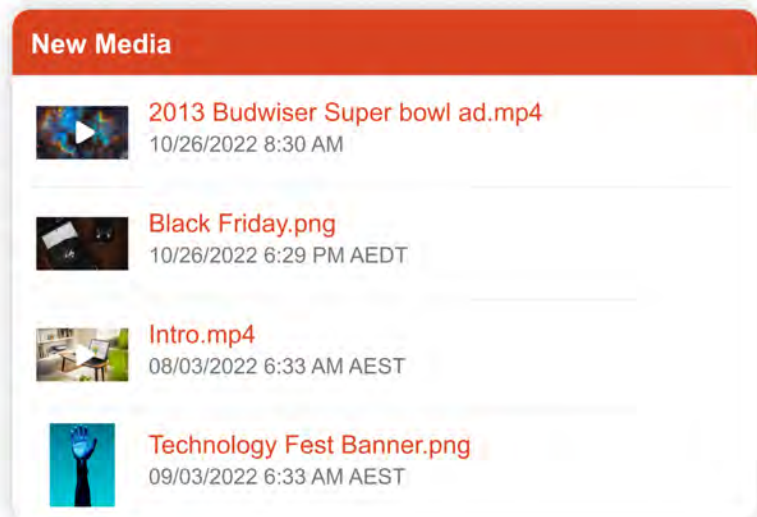 New Media
2013 Budwiser Super bowl ad.mp4
10/26/2022 8:30 AM
Black Friday.png
10/26/2022 6:29 PM AEDT
Intro.mp4
08/03/2022 6:33 AM AEST
Technology Fest Banner.png
09/03/2022 6:33 AM AEST